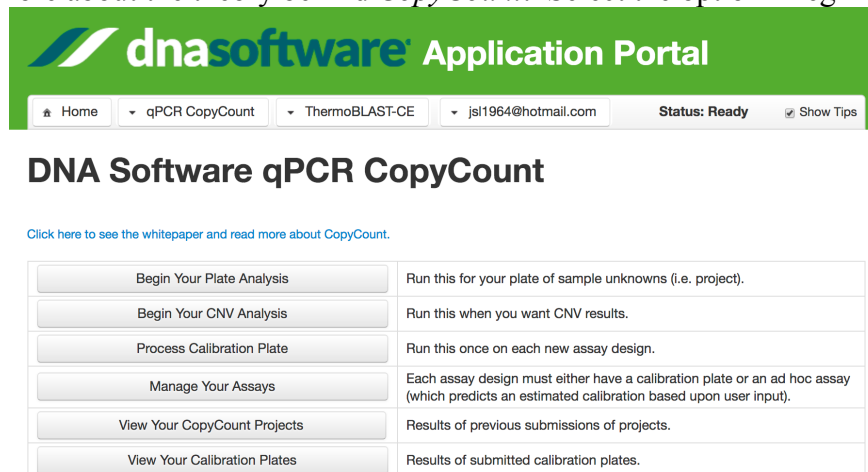 dnasoftware Application Portal
Home qPCR CopyCount ThermoBLAST-CE jsl1964@hotmail.com Status: Ready Show Tips
DNA Software qPCR CopyCount
Click here to see the whitepaper and read more about CopyCount.
Begin Your Plate Analysis Run this for your plate of sample unknowns (i.e. project).
Begin Your CNV Analysis Run this when you want CNV results.
Process Calibration Plate Run this once on each new assay design.
Manage Your Assays Each assay design must either have a calibration plate or an ad hoc assay
(which predicts an estimated calibration based upon user input).
View Your CopyCount Projects Results of previous submissions of projects.
View Your Calibration Plates Results of submitted calibration plates.